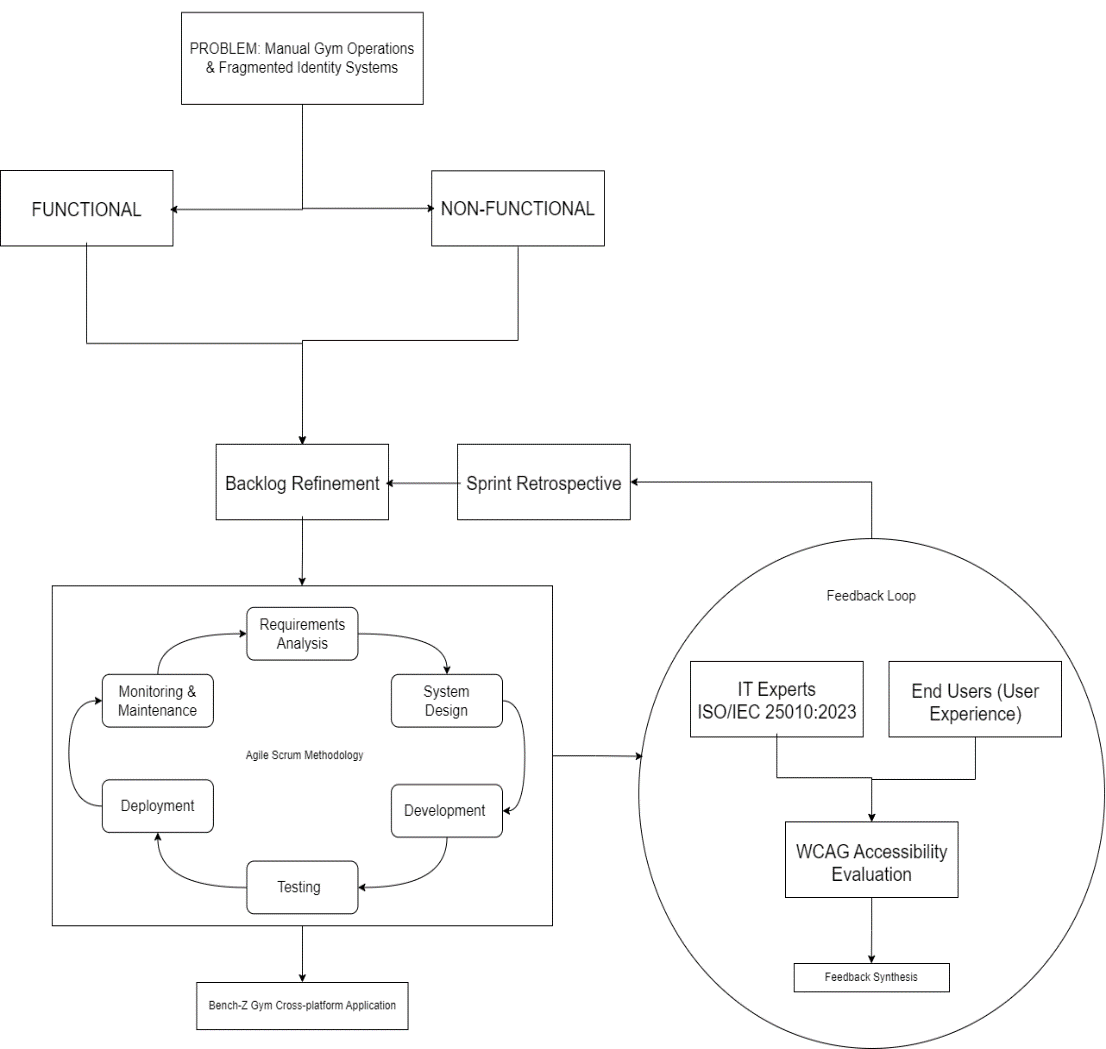 PROBLEM: Manual Gym Operations
& Fragmented Identity Systems
FUNCTIONAL
NON-FUNCTIONAL
Backlog Refinement
Sprint Retrospective
Feedback Loop
Requirements
Analysis
Monitoring &
Maintenance
System
Design
Agile Scrum Methodology
Deployment
Development
Testing
IT Experts
ISO/IEC 25010:2023
End Users (User
Experience)
WCAG Accessibility
Evaluation
Feedback Synthesis
Bench-Z Gym Cross-platform Application